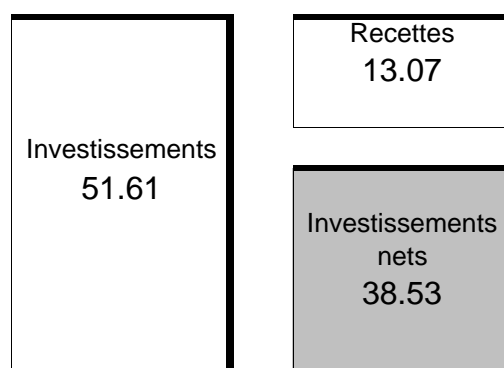 Recettes
13.07
Investissements
51.61
Investissements
nets
38.53